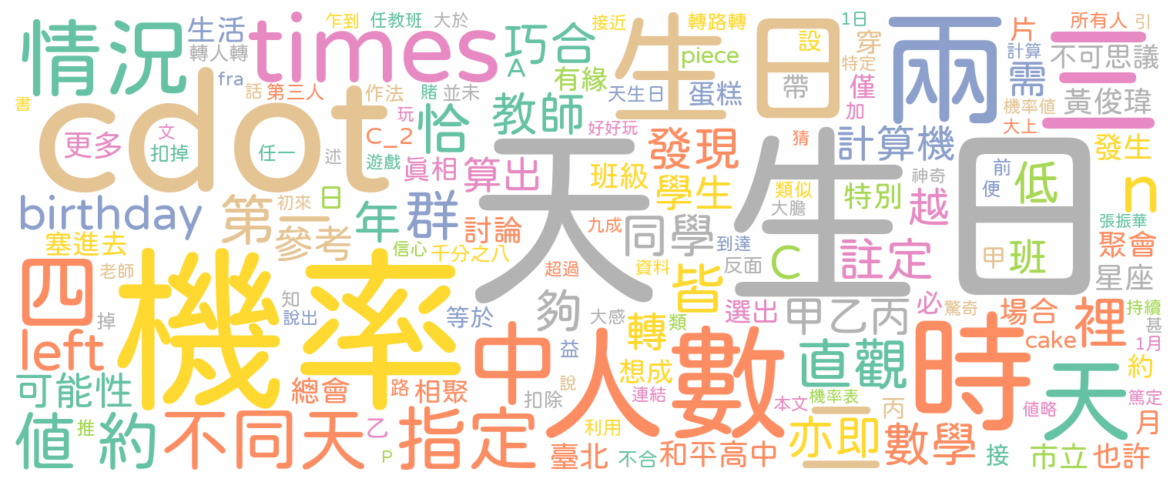 情況 生活 times 乍到 任教班 大於 接近 轉路轉 1日 所有人 引
轉人轉 巧合 生日 設 穿 片 計算 兩 三
fra A 有緣 piece 帶 特定 需 不可思議
書 話 第三人 作法 賭 並未 天生日 蛋糕 僅 機率值 黃俊瑋
cdot 更多 文 扣掉 任一 述 C_2 玩 恰 教師 好好玩 發現 猜 加 大上 發生
遊戲 眞相 算出 天生日 班級 學生 類似 大膽 計算機 特別 神奇 越 前 便 低 n
birthday 第一 初來 日 參考 年 群 討論 九成 同學 到達 反面 C 註定 甲 班 張振華 聚會
塞進去 信心 千分之八 超過 資料 皆 星座
四 老師 機率 知 說出 等於 中 夠 大感 轉 類 選出 甲乙丙 必 驚奇 場合 裡 持續 甚
left 掉 人數 益 想成 直觀 時 cake 1月 天 約
可能性 總會 路 相聚 扣除 說 連結 本文 機率表 丙 値略 篤定 月
値 推 約 不同天 乙 P 指定 臺北 利用 不合 和平高中 亦即 數學 接 市立 也許